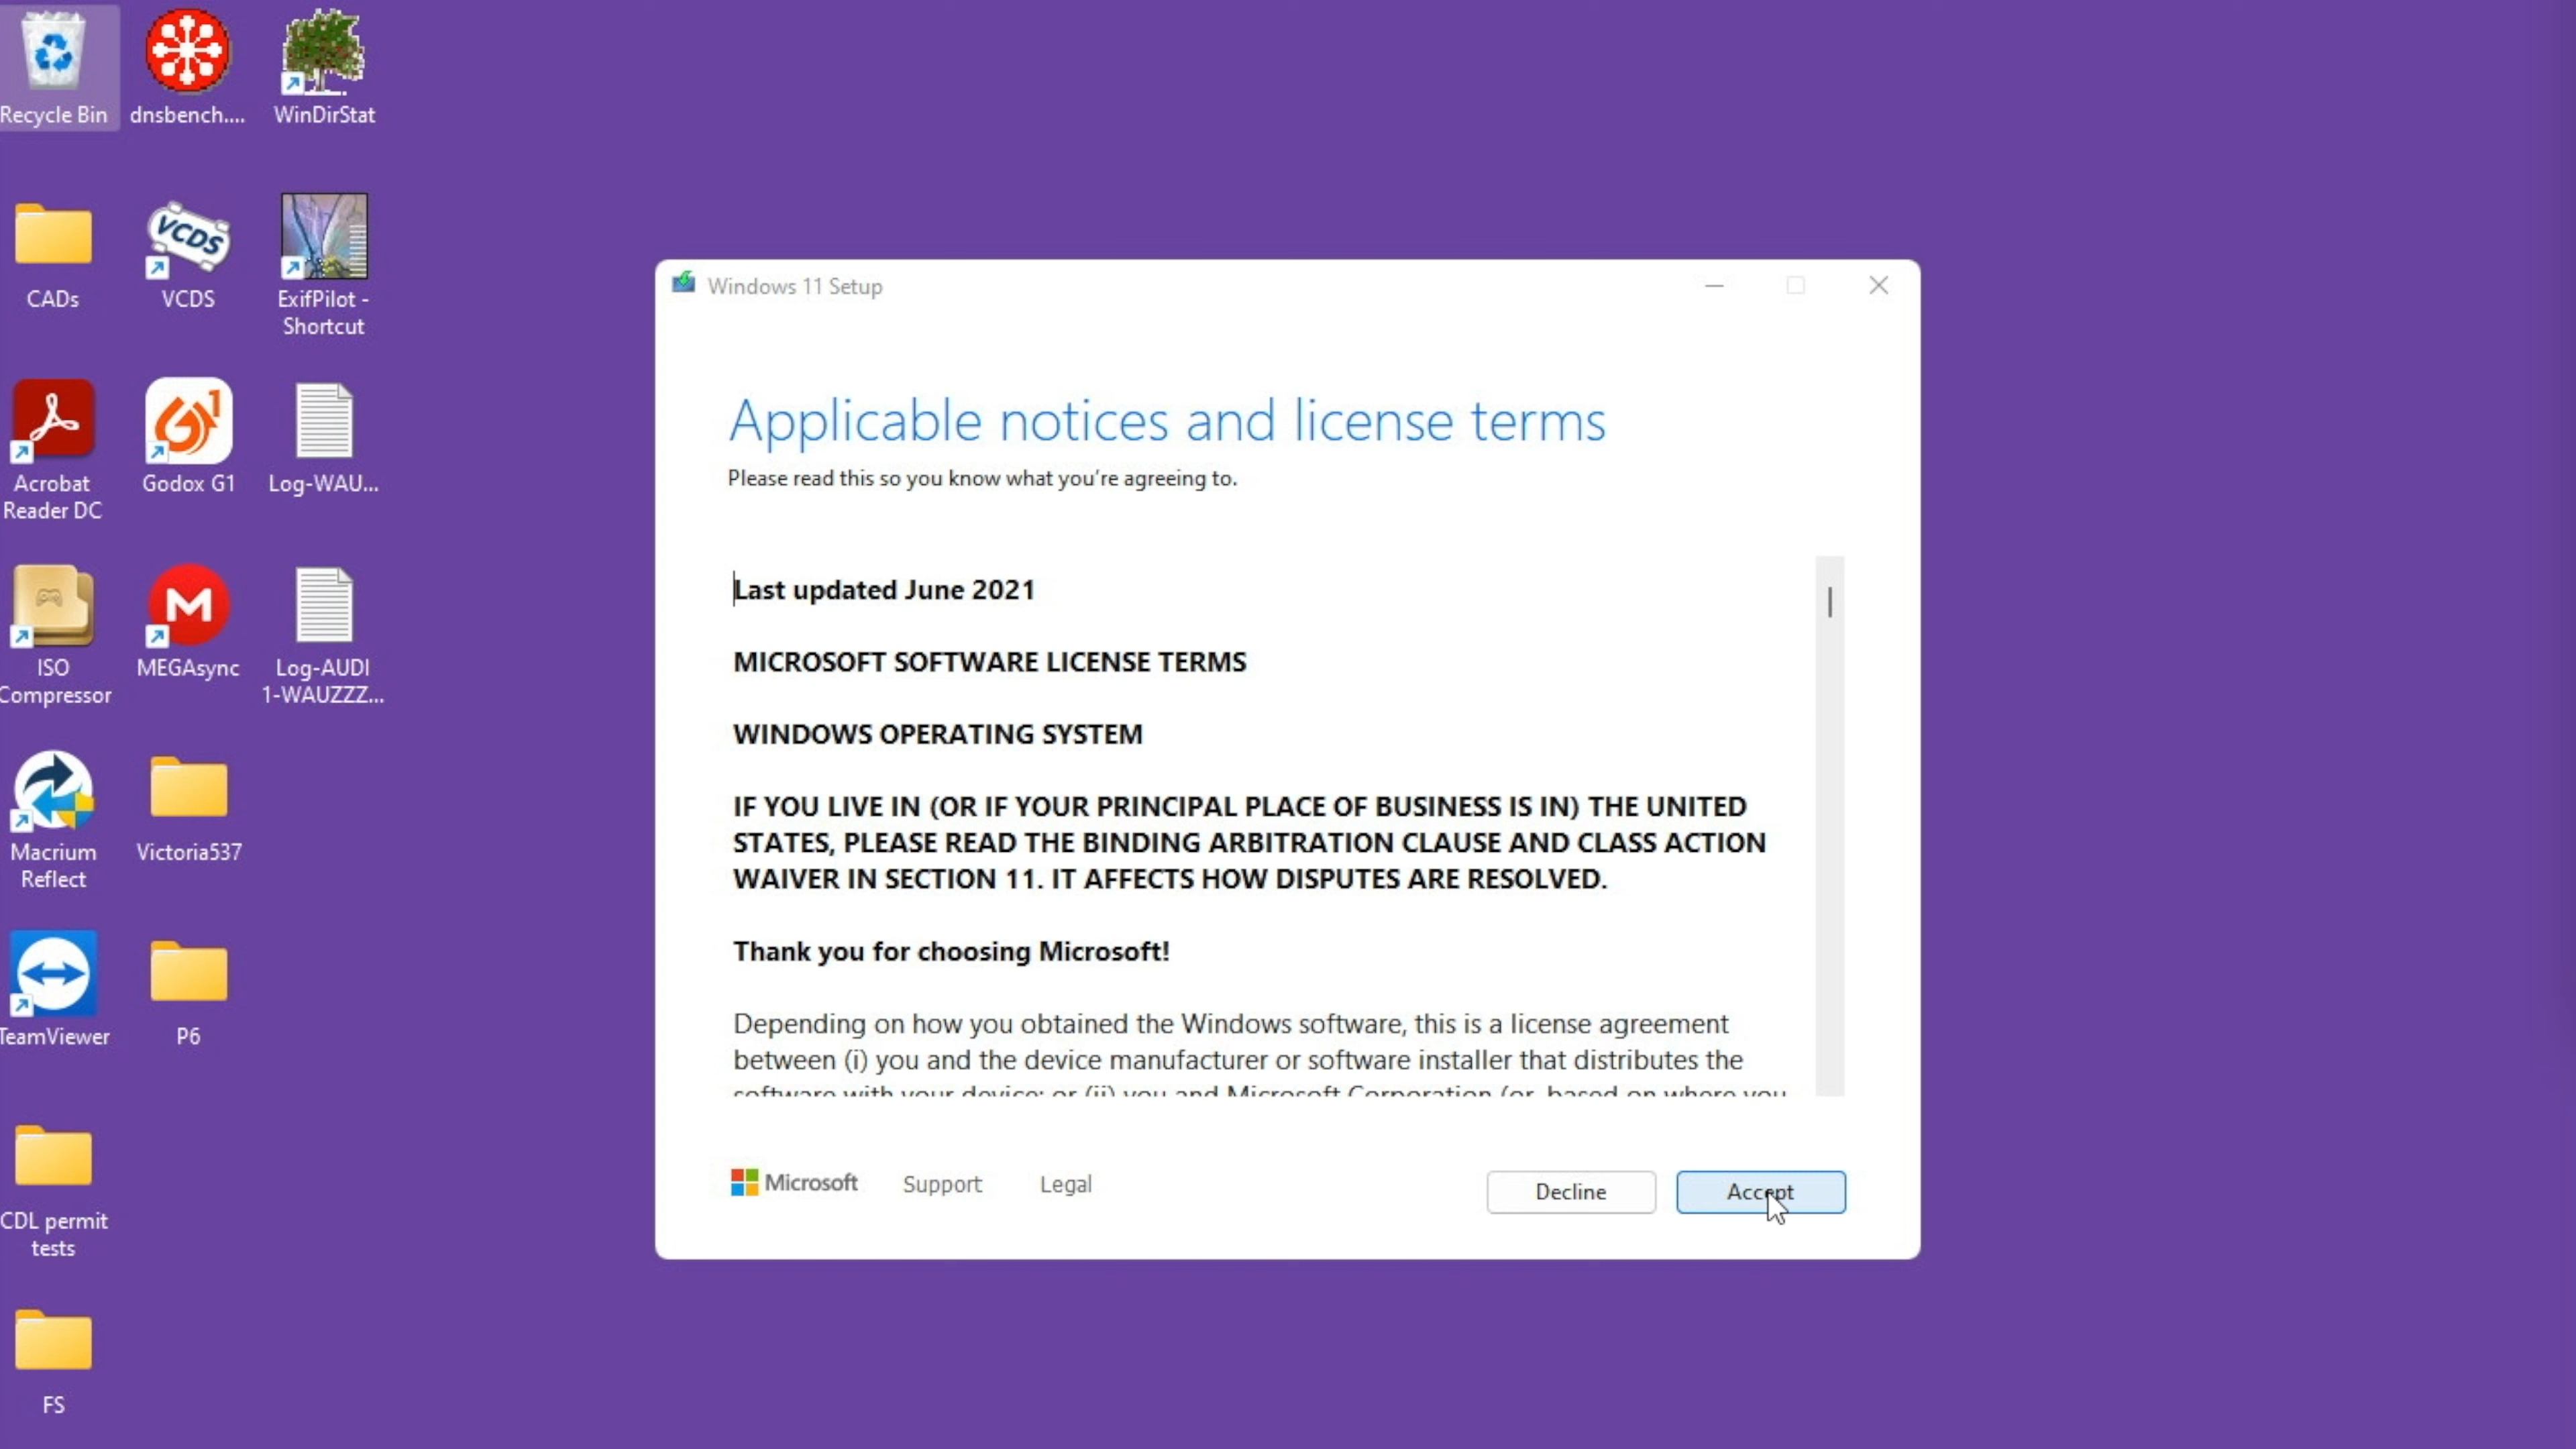 Recycle Bin
dnsbench....
WinDirStat
CADs
VCDS
VCDS
ExifPilot -
Shortcut
Acrobat
Reader DC
Godox G1
Log-WAU...
ISO
Compressor
MEGAsync
Log-AUDI
1-WAUZZZ...
Macrium
Reflect
Victoria537
TeamViewer
P6
CDL permit
tests
FS
Windows 11 Setup
Applicable notices and license terms
Please read this so you know what you're agreeing to.
Last updated June 2021
MICROSOFT SOFTWARE LICENSE TERMS
WINDOWS OPERATING SYSTEM
IF YOU LIVE IN (OR IF YOUR PRINCIPAL PLACE OF BUSINESS IS IN) THE UNITED
STATES, PLEASE READ THE BINDING ARBITRATION CLAUSE AND CLASS ACTION
WAIVER IN SECTION 11. IT AFFECTS HOW DISPUTES ARE RESOLVED.
Thank you for choosing Microsoft!
Depending on how you obtained the Windows software, this is a license agreement
between (i) you and the device manufacturer or software installer that distributes the
software with your device; or (ii) you and Microsoft Corporation (or, based on where you
Microsoft
Support
Legal
Decline
Accept